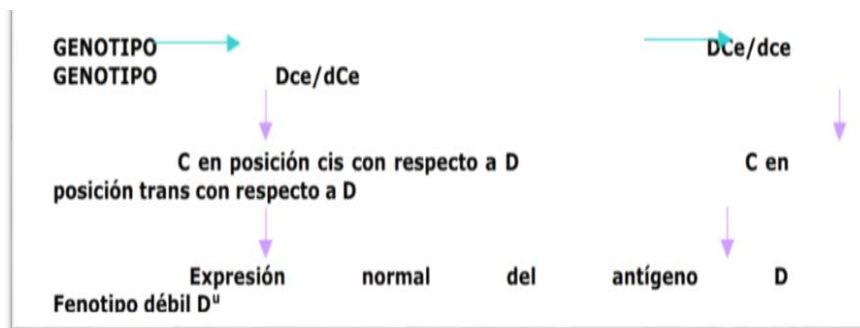 GENOTIPO DCe/dce
GENOTIPO Dce/dCe
C en posición cis con respecto a D C en
posición trans con respecto a D
Expresión normal del antígeno D
Fenotipo débil Dᵘ